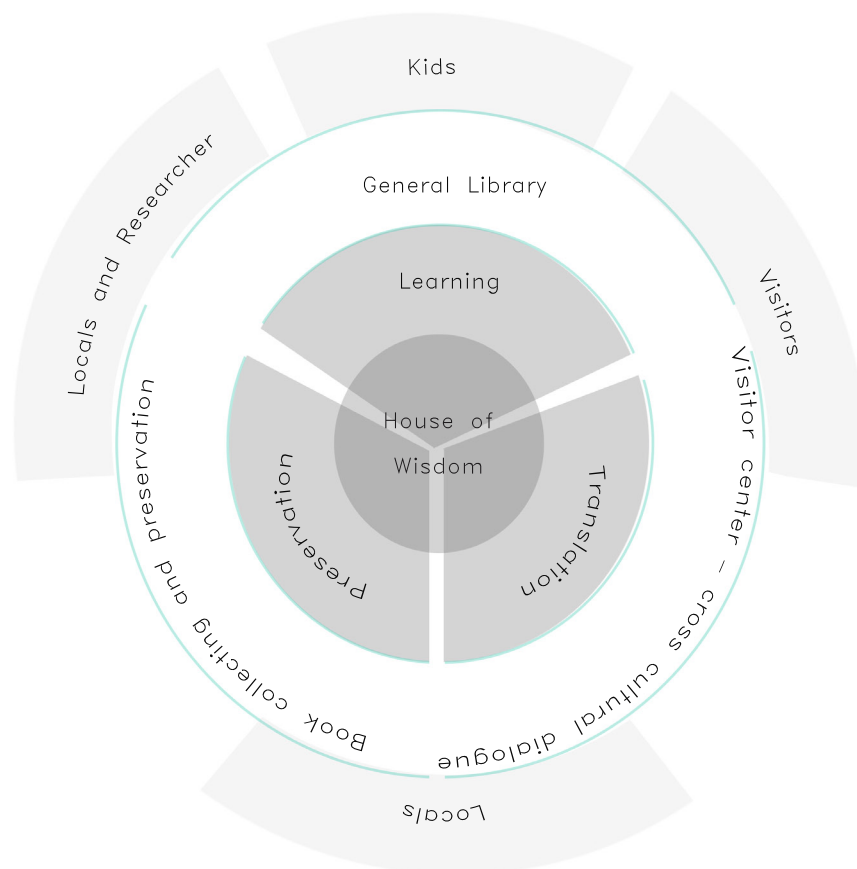 Kids
Locals and Researcher
General Library
Visitors
Learning
House of
Wisdom
Preservation
Translation
Book collecting and preservation
Visitor center - cross cultural dialogue
Locals